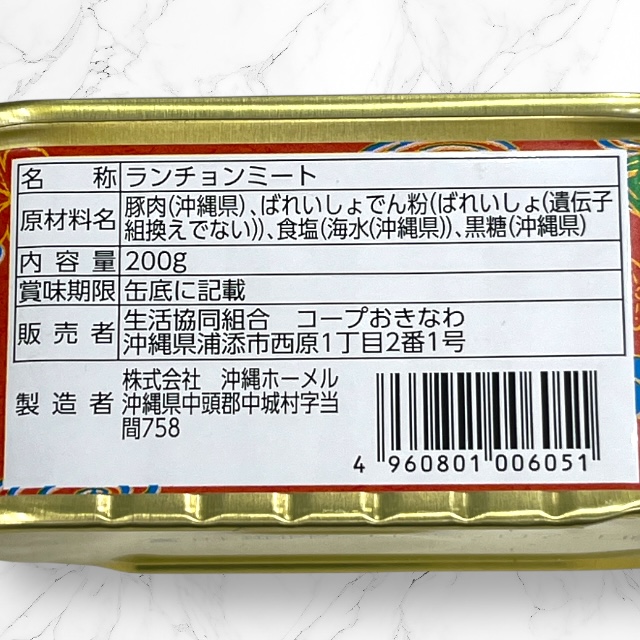 名称 ランチョンミート
原材料名 豚肉(沖縄県)、ばれいしょでん粉(ばれいしょ(遺伝子
組換えでない))、食塩(海水(沖縄県))、黒糖(沖縄県)
内容量 200g
賞味期限 缶底に記載
販売者 生活協同組合 コープおきなわ
沖縄県浦添市西原1丁目2番1号
製造者 株式会社 沖縄ホーメル
沖縄県中頭郡中城村字当
間758
4 960801 006051